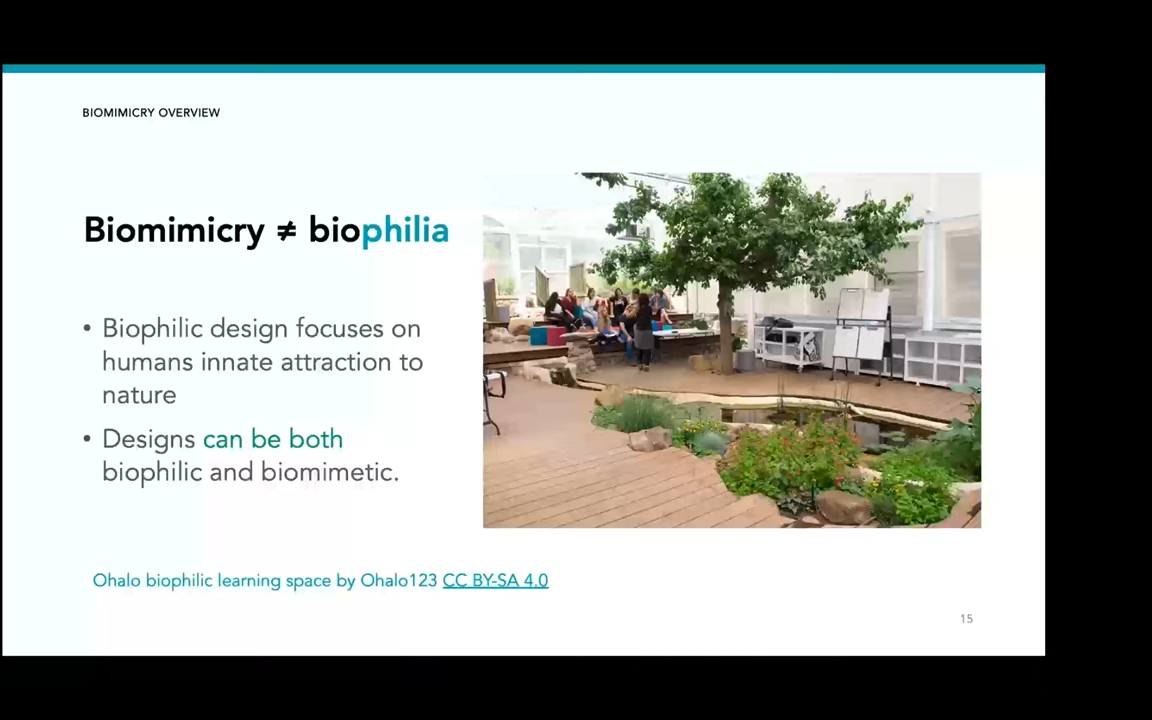 BIOMIMICRY OVERVIEW
Biomimicry ≠ biophilia
• Biophilic design focuses on
humans innate attraction to
nature
• Designs can be both
biophilic and biomimetic.
Ohalo biophilic learning space by Ohalo123 CC BY-SA 4.0
15